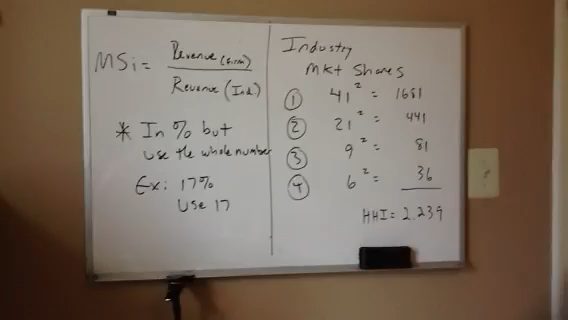 MSi = Revenue (firm)
Revenue (Ind.)
* In % but
use the whole number
Ex: 17%
Use 17
Industry
Mkt Shares
① 41² = 1681
② 21² = 441
③ 9² = 81
④ 6² = 36
HHI = 2,239